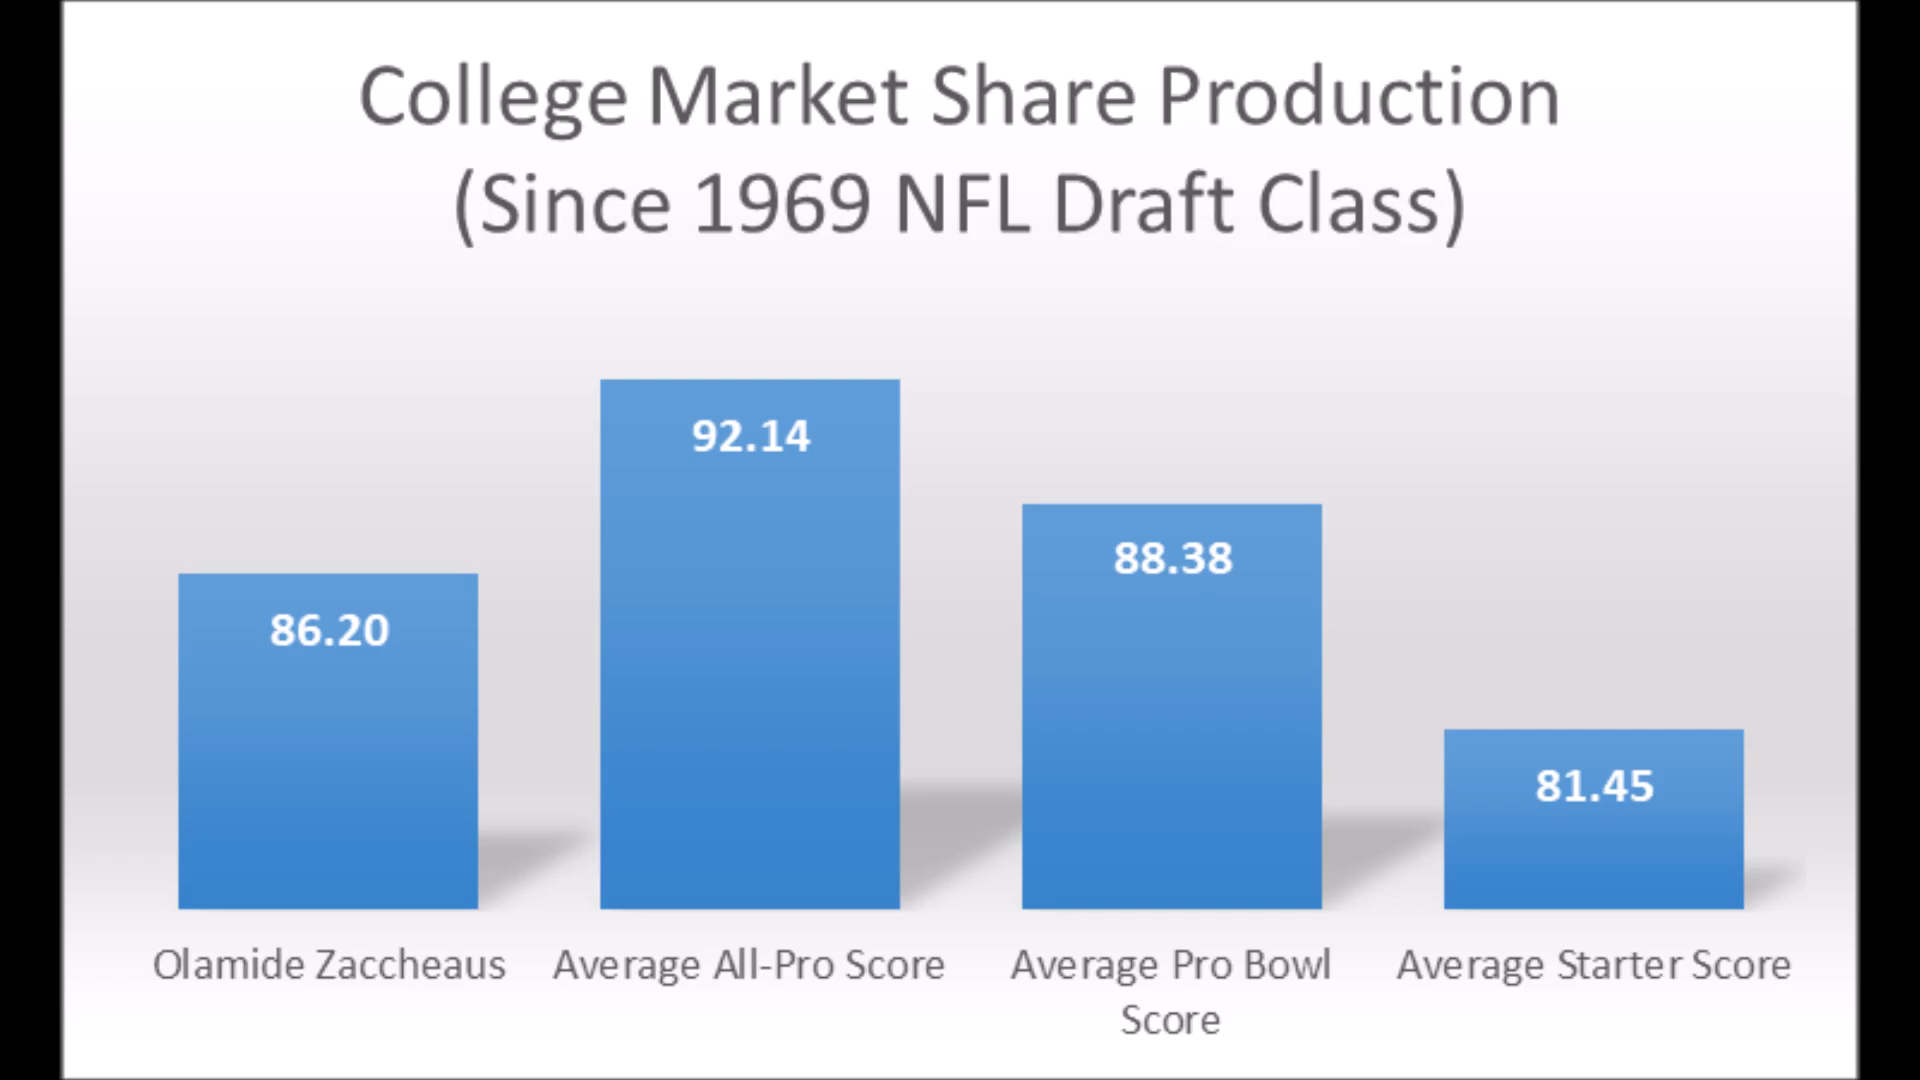 College Market Share Production
(Since 1969 NFL Draft Class)
86.20
92.14
88.38
81.45
Olamide Zaccheaus
Average All-Pro Score
Average Pro Bowl
Score
Average Starter Score